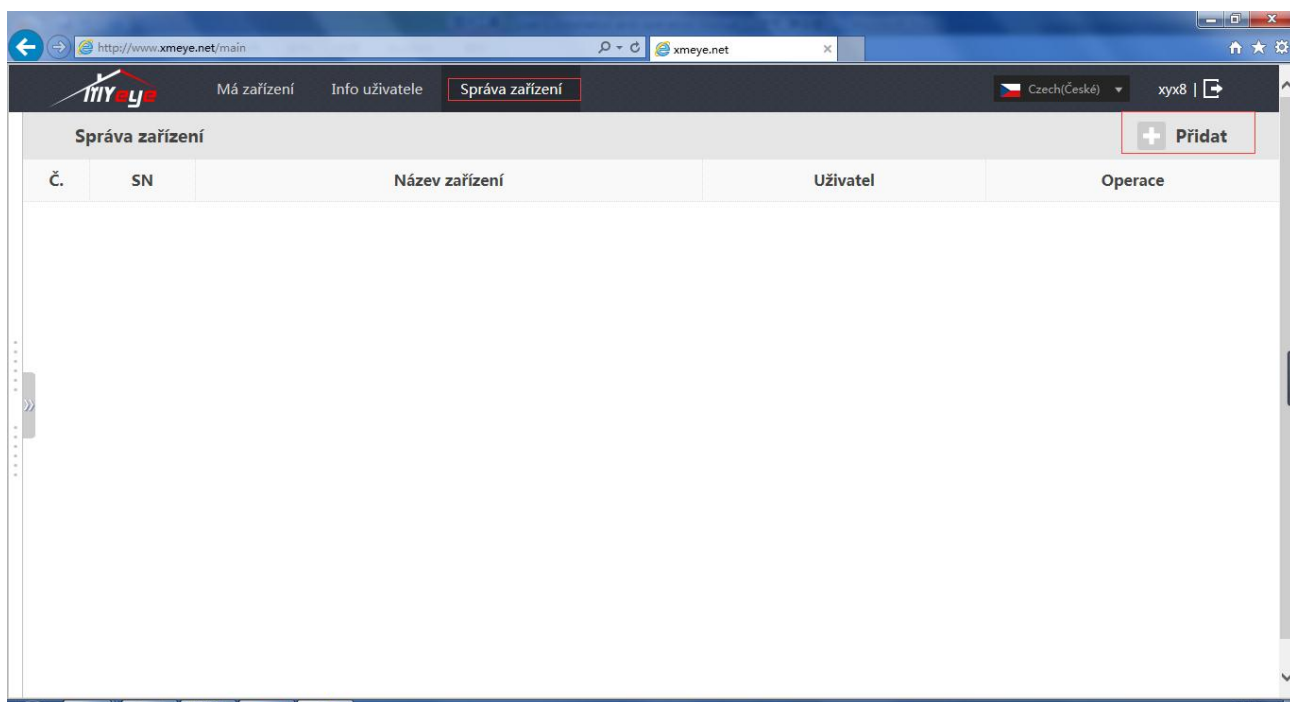 http://www.xmeye.net/main
xmeye.net
MYeye
Má zařízení
Info uživatele
Správa zařízení
Czech(České)
xyx8 |
Správa zařízení
Přidat
Č.
SN
Název zařízení
Uživatel
Operace